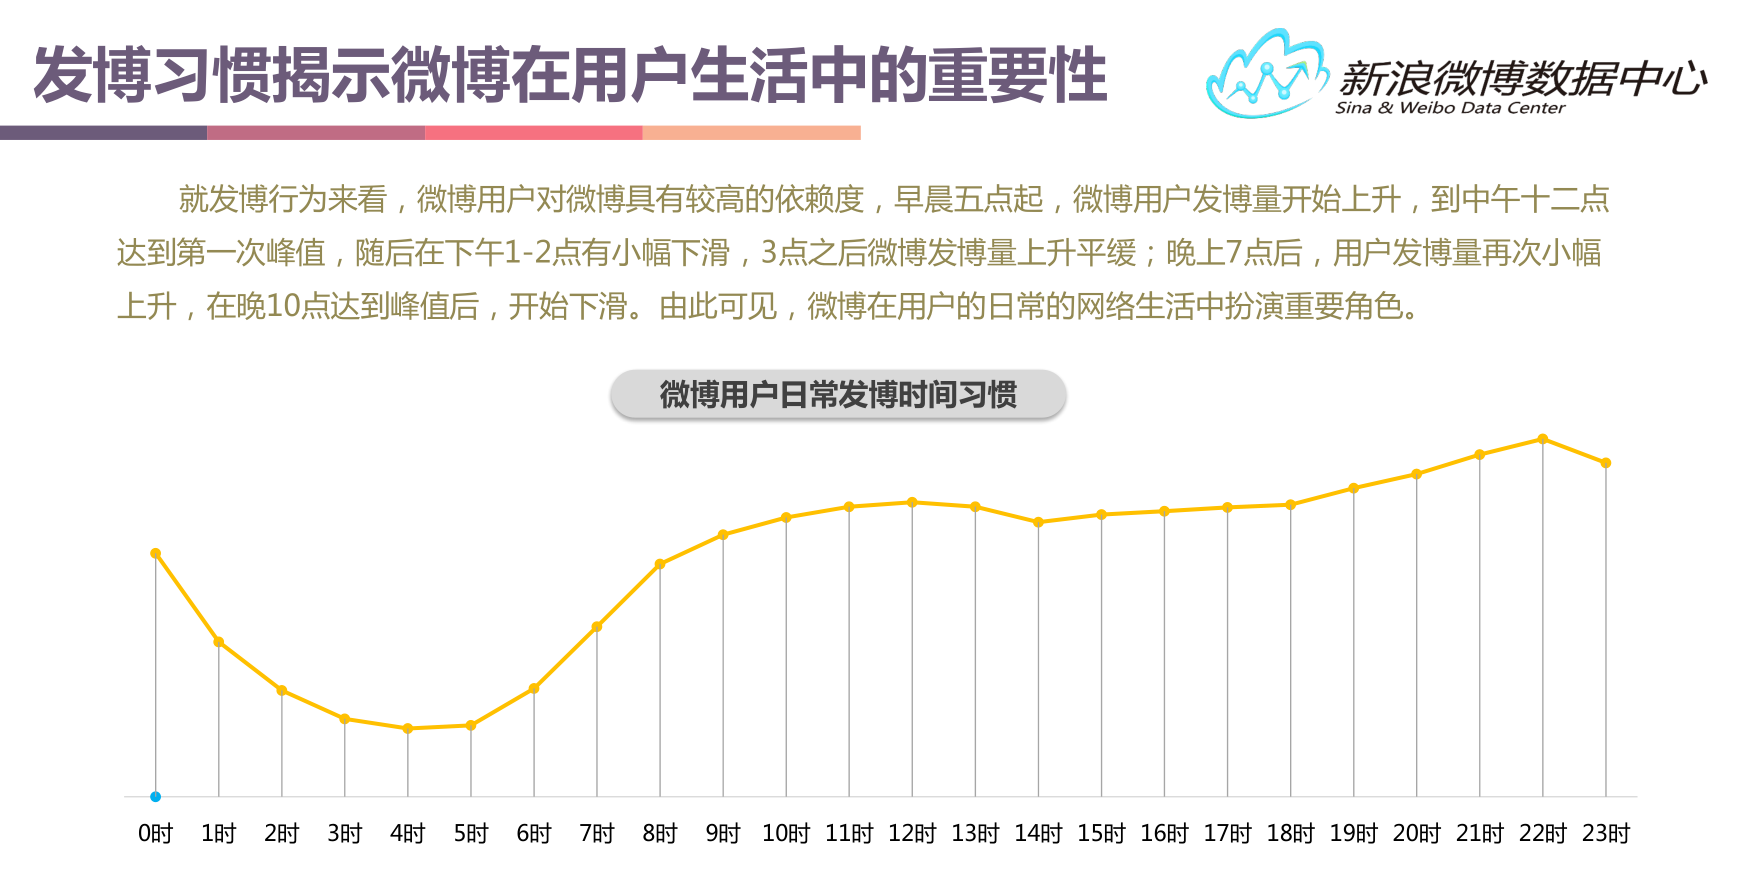 发博习惯揭示微博在用户生活中的重要性
新浪微博数据中心
Sina & Weibo Data Center
就发博行为来看，微博用户对微博具有较高的依赖度，早晨五点起，微博用户发博量开始上升，到中午十二点
达到第一次峰值，随后在下午1-2点有小幅下滑，3点之后微博发博量上升平缓；晚上7点后，用户发博量再次小幅
上升，在晚10点达到峰值后，开始下滑。由此可见，微博在用户的日常的网络生活中扮演重要角色。
微博用户日常发博时间习惯
0时 1时 2时 3时 4时 5时 6时 7时 8时 9时 10时 11时 12时 13时 14时 15时 16时 17时 18时 19时 20时 21时 22时 23时